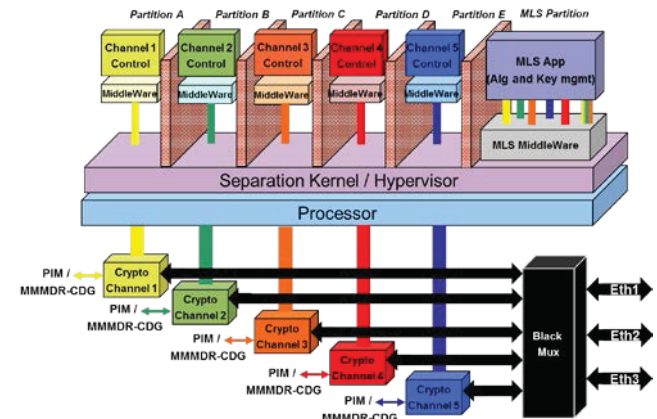 Partition A Partition B Partition C Partition D Partition E MLS Partition
Channel 1
Control
Channel 2
Control
Channel 3
Control
Channel 4
Control
Channel 5
Control
MLS App
(Alg and Key mgmt)
MiddleWare
MiddleWare
MiddleWare
MiddleWare
MiddleWare
MLS MiddleWare
Separation Kernel / Hypervisor
Processor
PIM /
MMMDR-CDG
Crypto
Channel 1
PIM /
MMMDR-CDG
Crypto
Channel 2
PIM /
MMMDR-CDG
Crypto
Channel 3
PIM /
MMMDR-CDG
Crypto
Channel 4
PIM /
MMMDR-CDG
Crypto
Channel 5
Black
Mux
Eth1
Eth2
Eth3